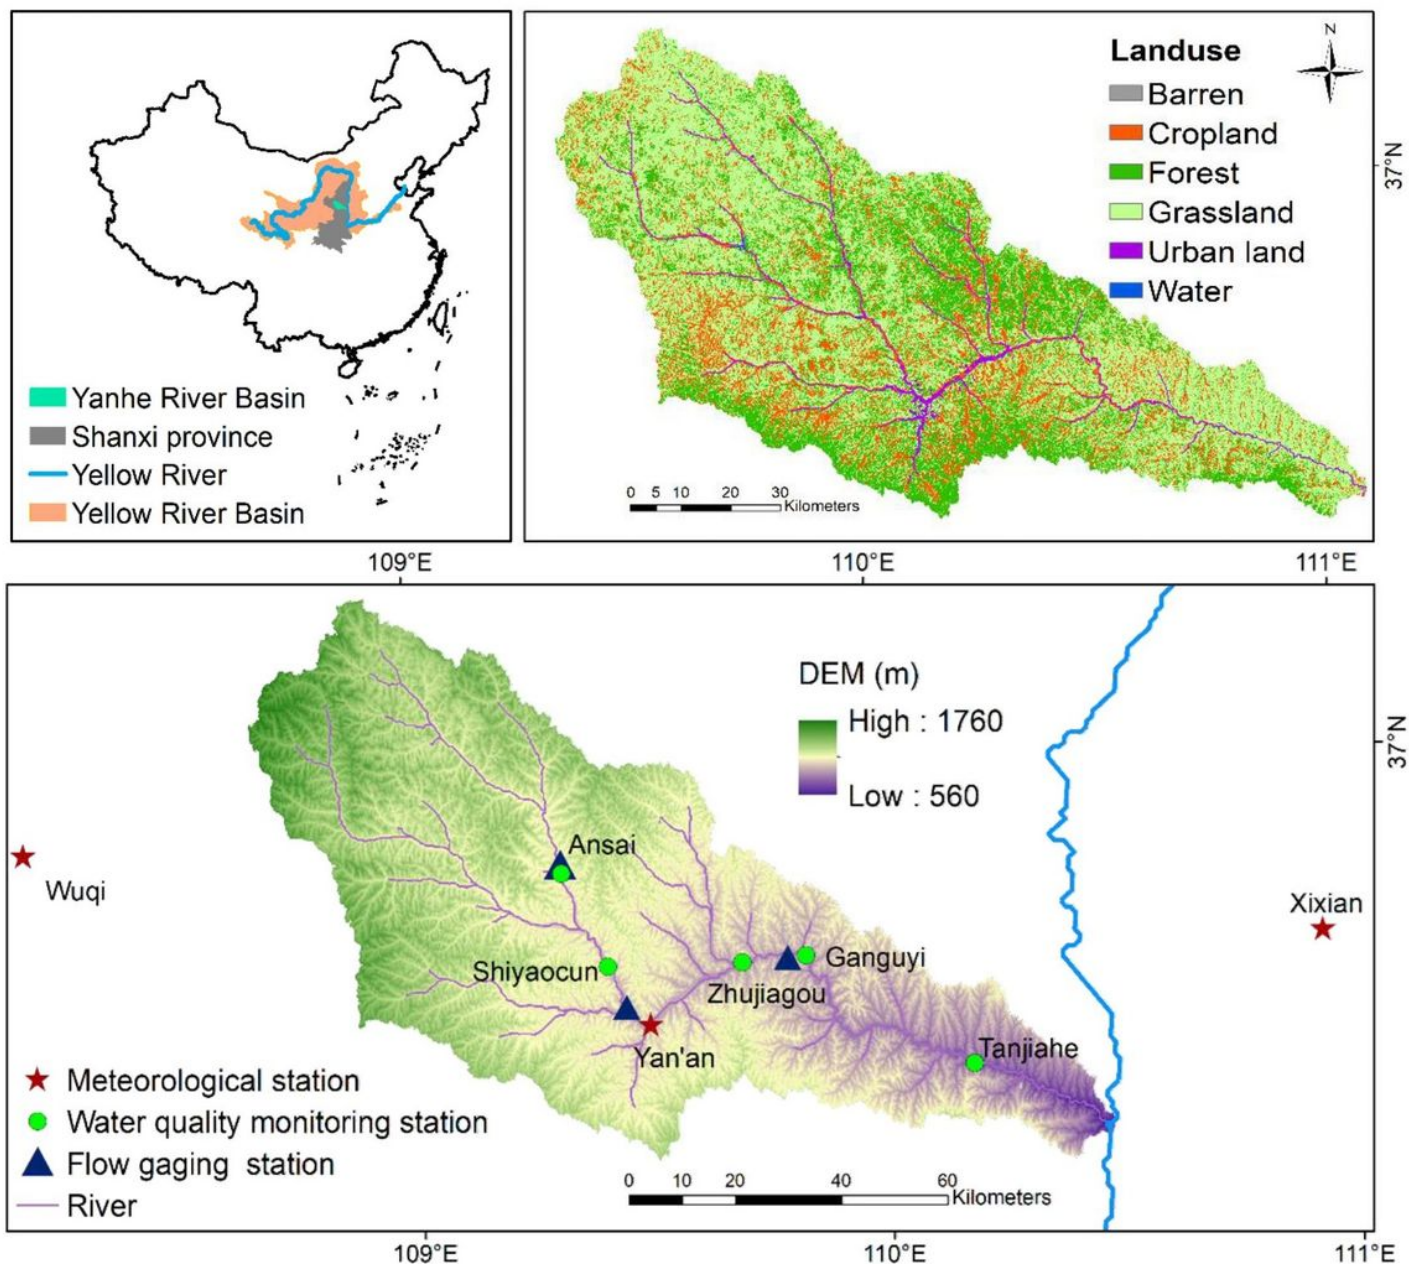 Yanhe River Basin
Shanxi province
Yellow River
Yellow River Basin
Landuse
Barren
Cropland
Forest
Grassland
Urban land
Water
N
37°N
0 5 10 20 30
Kilometers
109°E 110°E 111°E
DEM (m)
High : 1760
Low : 560
37°N
Ansai
Wuqi
Xixian
Shiyaocun
Ganguyi
Zhujiagou
Yan'an
Tanjiahe
Meteorological station
Water quality monitoring station
Flow gaging station
River
0 10 20 40 60
Kilometers
109°E 110°E 111°E